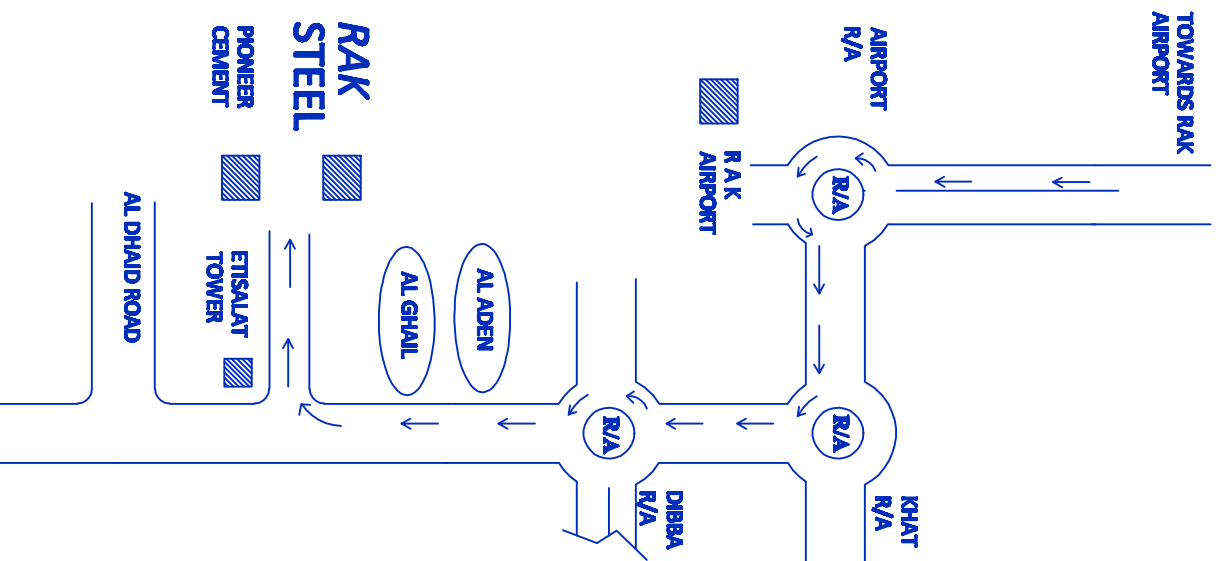 TOWARDS RAK
AIRPORT
AIRPORT
R/A
R A K
AIRPORT
R/A
RAK
STEEL
PIONEER
CEMENT
AL DHAID ROAD
ETISALAT
TOWER
AL GHAIL
AL ADEN
R/A
R/A
DIBBA
R/A
KHAT
R/A